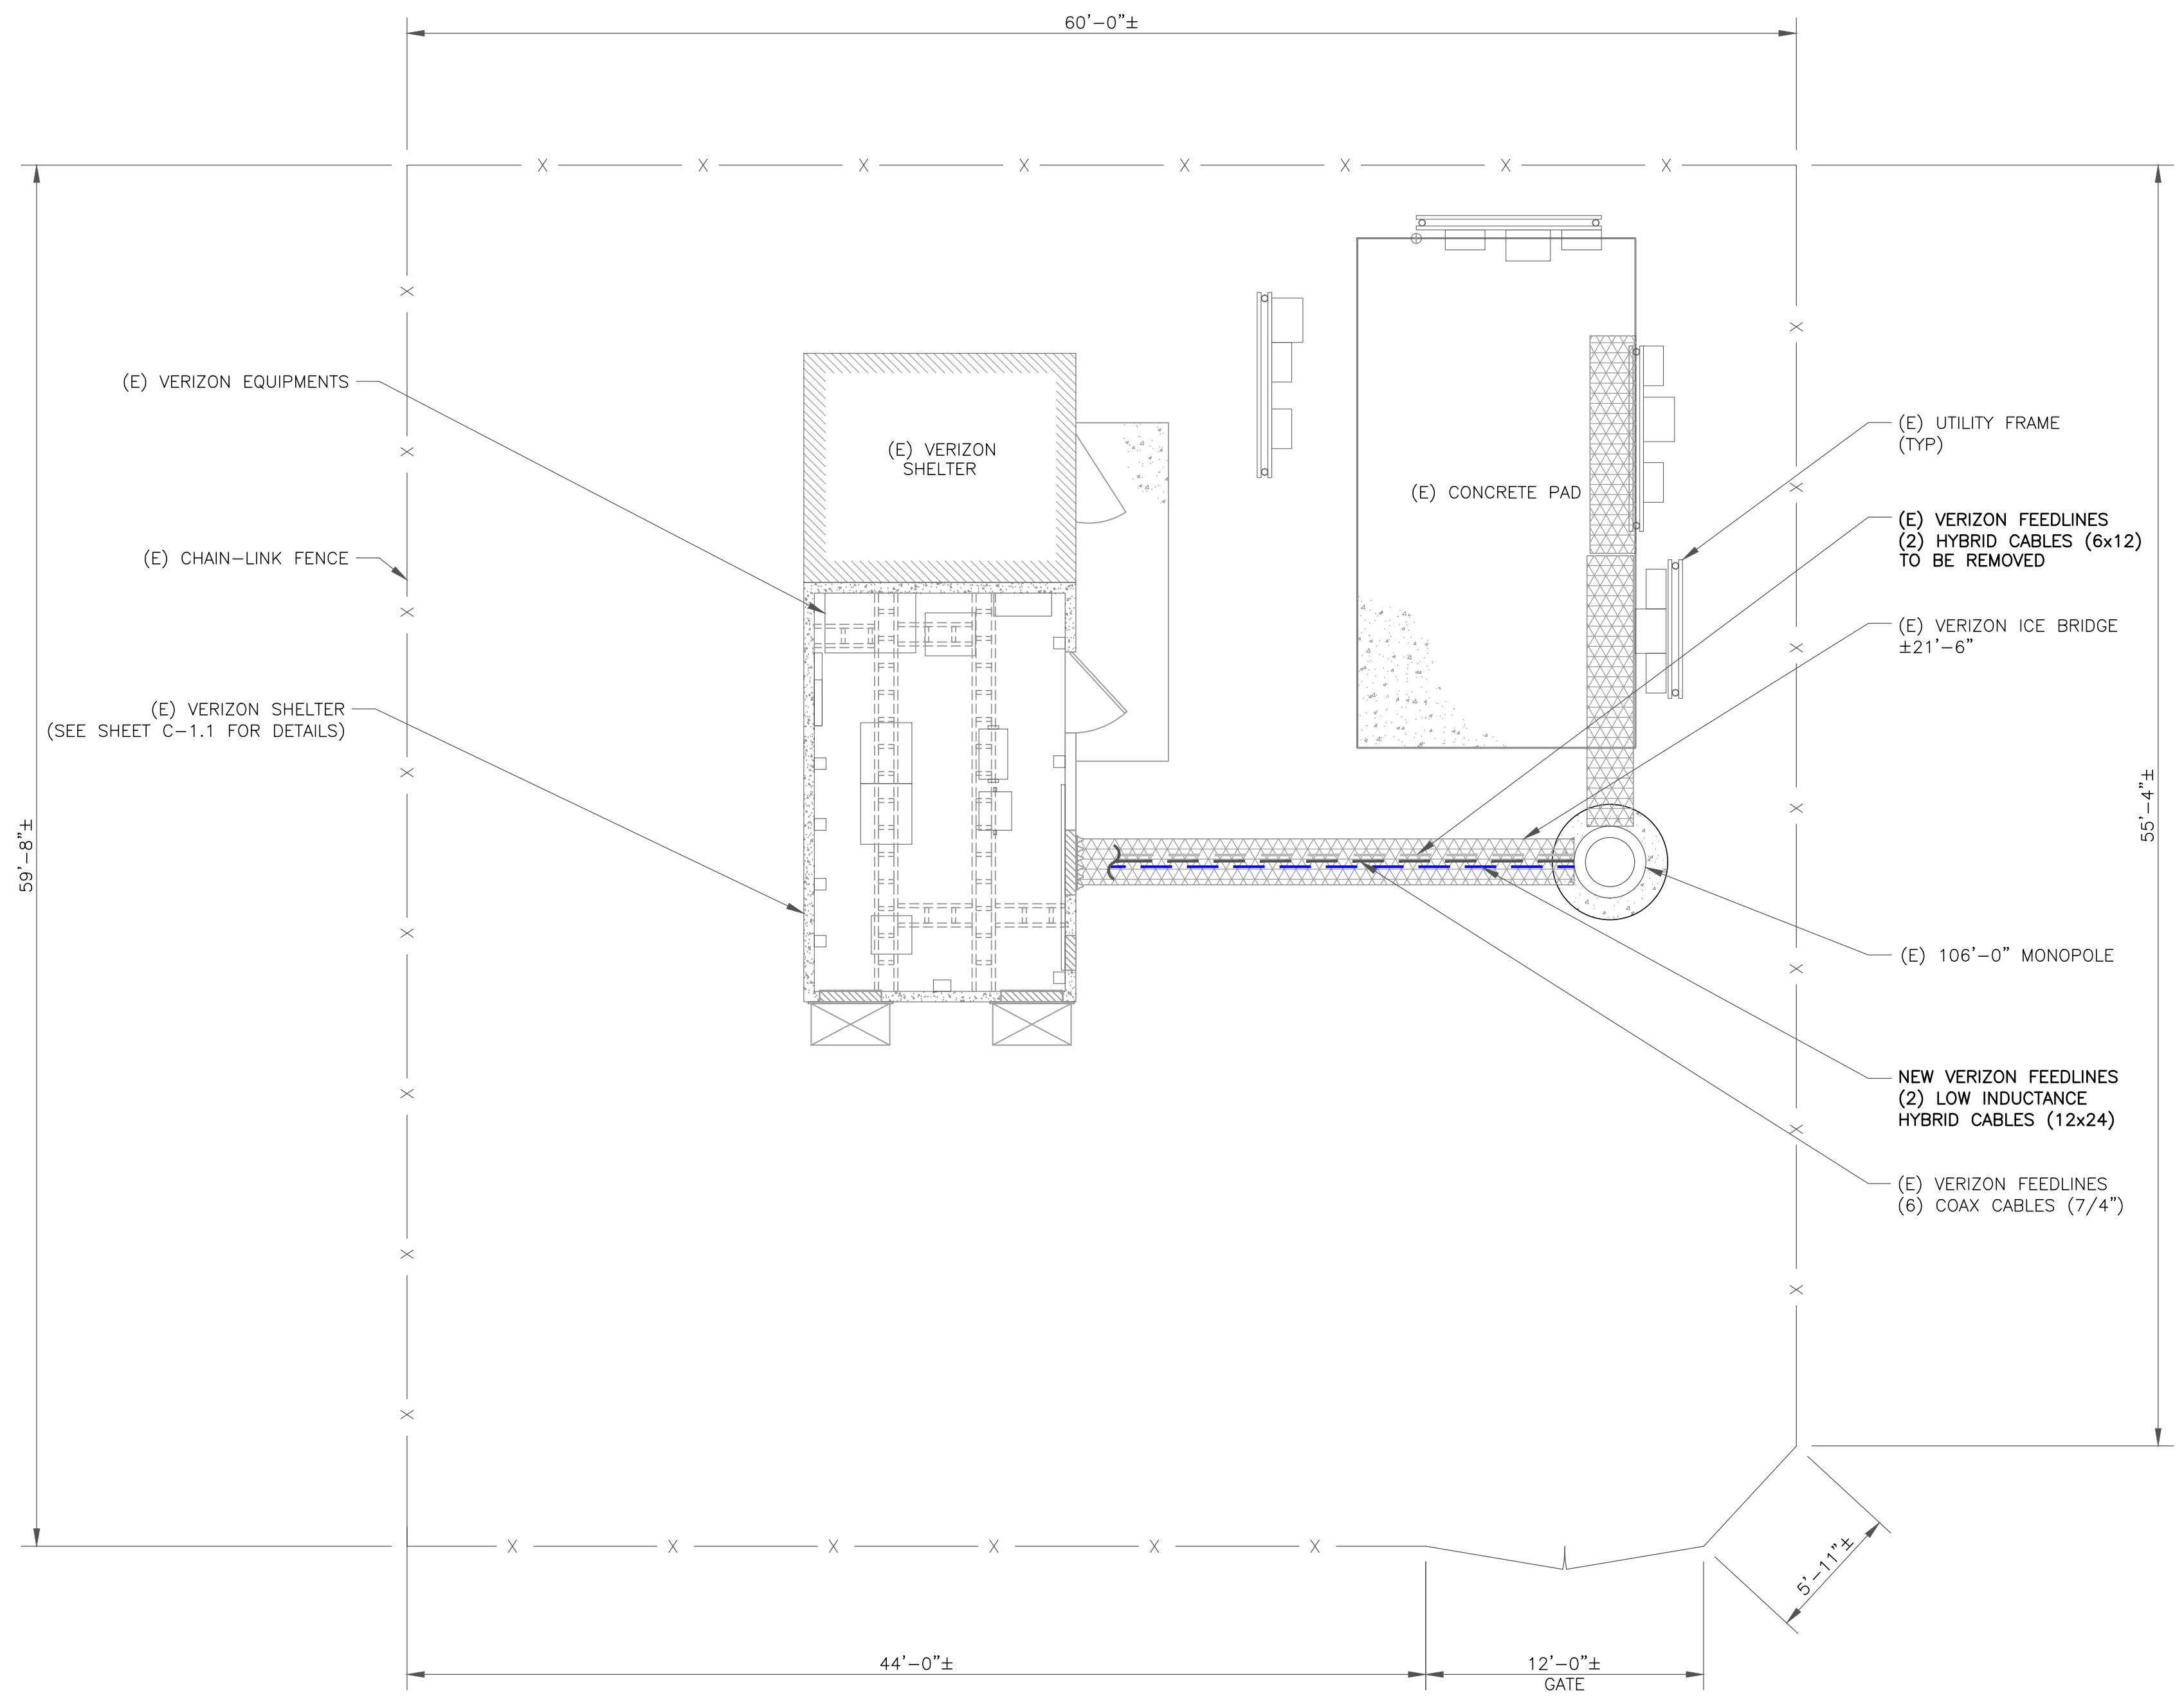 60'-0"±
(E) VERIZON EQUIPMENTS
(E) CHAIN-LINK FENCE
(E) VERIZON SHELTER
(SEE SHEET C-1.1 FOR DETAILS)
59'-8"±
(E) VERIZON
SHELTER
(E) CONCRETE PAD
(E) UTILITY FRAME
(TYP)
(E) VERIZON FEEDLINES
(2) HYBRID CABLES (6x12)
TO BE REMOVED
(E) VERIZON ICE BRIDGE
±21'-6"
55'-4"±
(E) 106'-0" MONOPOLE
NEW VERIZON FEEDLINES
(2) LOW INDUCTANCE
HYBRID CABLES (12x24)
(E) VERIZON FEEDLINES
(6) COAX CABLES (7/4")
5'-11"±
44'-0"±
12'-0"±
GATE